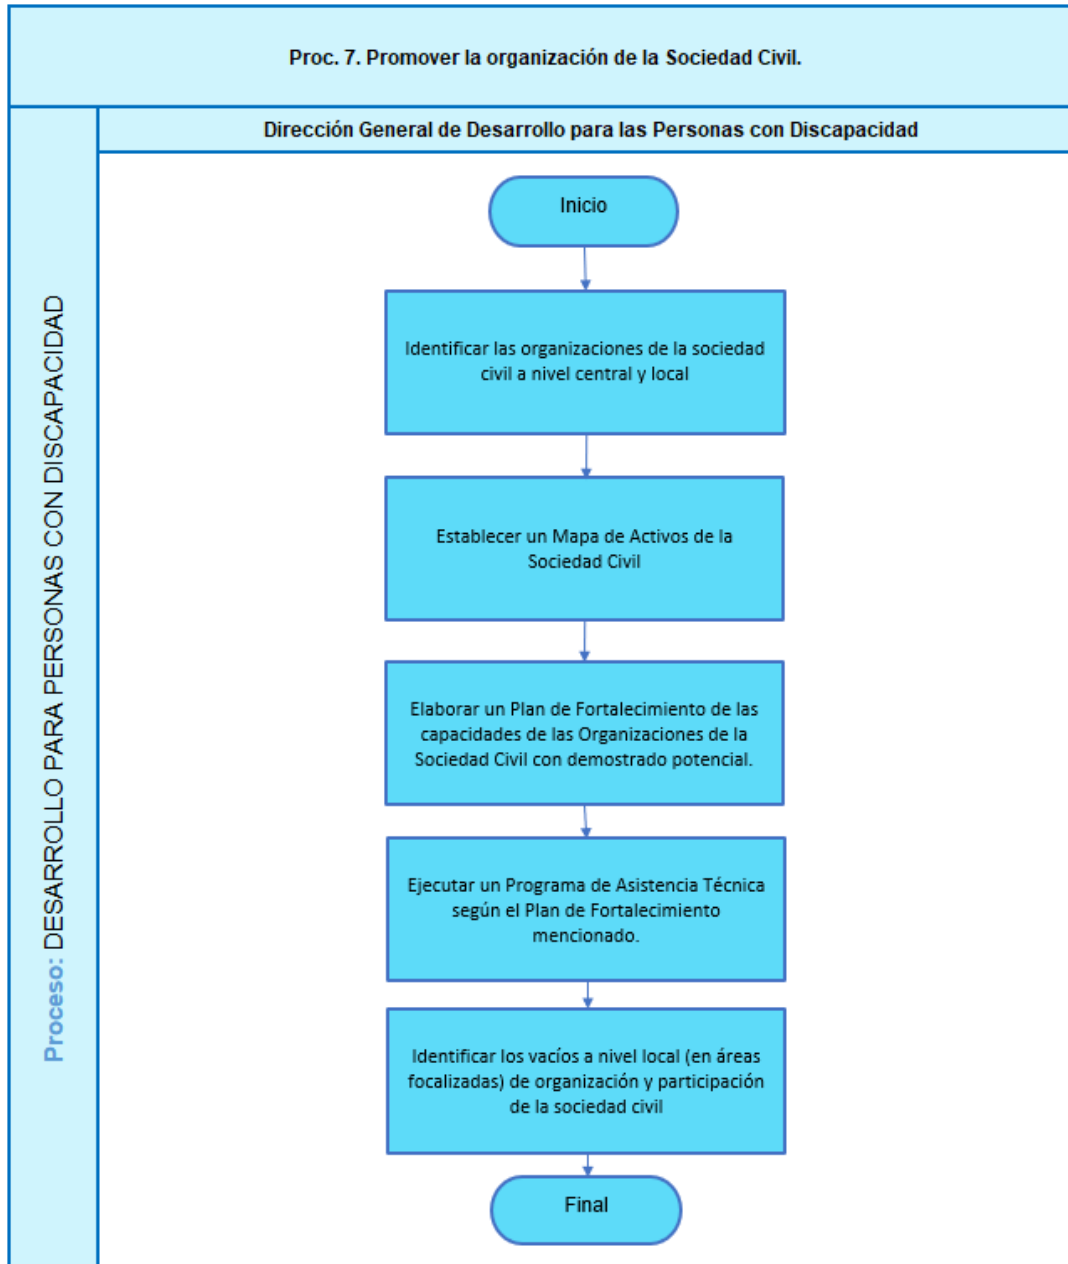 Proc. 7. Promover la organización de la Sociedad Civil.
Dirección General de Desarrollo para las Personas con Discapacidad
Proceso: DESARROLLO PARA PERSONAS CON DISCAPACIDAD
Inicio
Identificar las organizaciones de la sociedad
civil a nivel central y local
Establecer un Mapa de Activos de la
Sociedad Civil
Elaborar un Plan de Fortalecimiento de las
capacidades de las Organizaciones de la
Sociedad Civil con demostrado potencial.
Ejecutar un Programa de Asistencia Técnica
según el Plan de Fortalecimiento
mencionado.
Identificar los vacíos a nivel local (en áreas
focalizadas) de organización y participación
de la sociedad civil
Final